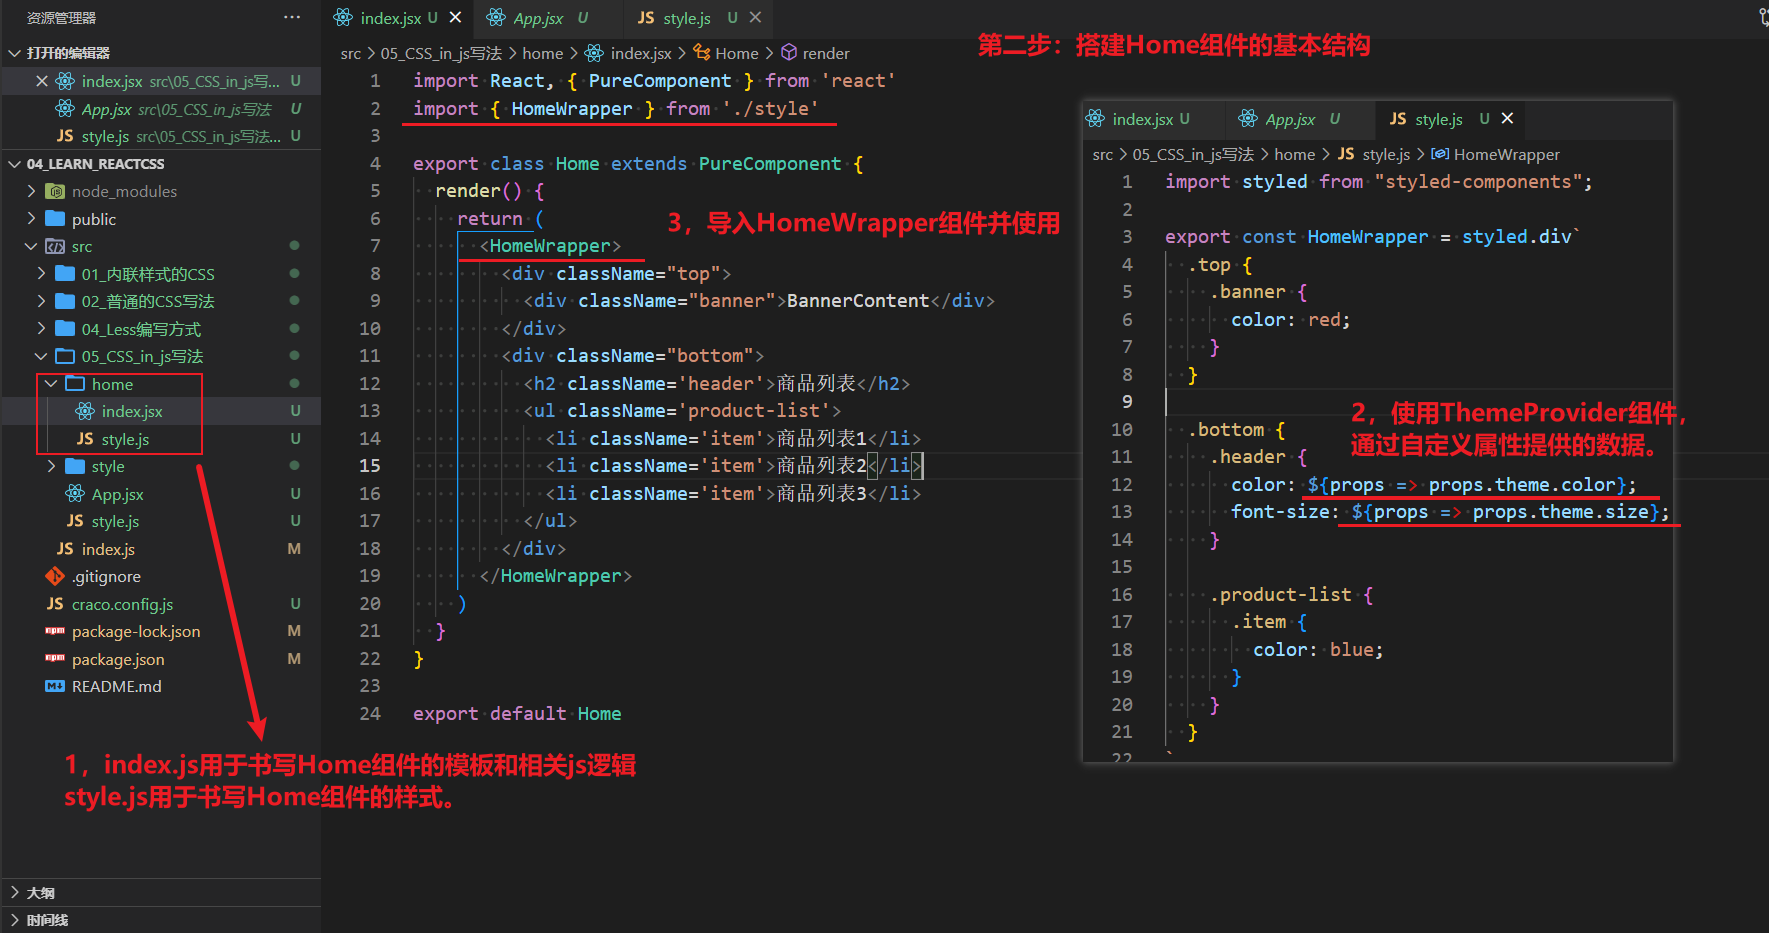 资源管理器
打开的编辑器
index.jsx src\05_CSS_in_js写... U
App.jsx src\05_CSS_in_js写法 U
JS style.js src\05_CSS_in_js写法... U
04_LEARN_REACTCSS
node_modules
public
src
01_内联样式的CSS
02_普通的CSS写法
04_Less编写方式
05_CSS_in_js写法
home
index.jsx U
JS style.js U
style
App.jsx U
JS style.js U
JS index.js M
.gitignore
JS craco.config.js U
npm package-lock.json M
npm package.json M
README.md
大纲
时间线
index.jsx U
App.jsx U
JS style.js U
src > 05_CSS_in_js写法 > home > index.jsx > Home > render
1 import React, { PureComponent } from 'react'
2 import { HomeWrapper } from './style'
3
4 export class Home extends PureComponent {
5 render() {
6 return (
7 <HomeWrapper>
8 <div className="top">
9 <div className="banner">BannerContent</div>
10 </div>
11 <div className="bottom">
12 <h2 className='header'>商品列表</h2>
13 <ul className='product-list'>
14 <li className='item'>商品列表1</li>
15 <li className='item'>商品列表2</li>
16 <li className='item'>商品列表3</li>
17 </ul>
18 </div>
19 </HomeWrapper>
20 )
21 }
22 }
23
24 export default Home
第二步：搭建Home组件的基本结构
3，导入HomeWrapper组件并使用
1，index.js用于书写Home组件的模板和相关js逻辑
style.js用于书写Home组件的样式。
index.jsx U
App.jsx U
JS style.js U
src > 05_CSS_in_js写法 > home > JS style.js > HomeWrapper
1 import styled from "styled-components";
2
3 export const HomeWrapper = styled.div`
4 .top {
5 .banner {
6 color: red;
7 }
8 }
9
10 .bottom {
11 .header {
12 color: ${props => props.theme.color};
13 font-size: ${props => props.theme.size};
14 }
15
16 .product-list {
17 .item {
18 color: blue;
19 }
20 }
21 }
22 `
2，使用ThemeProvider组件，
通过自定义属性提供的数据。